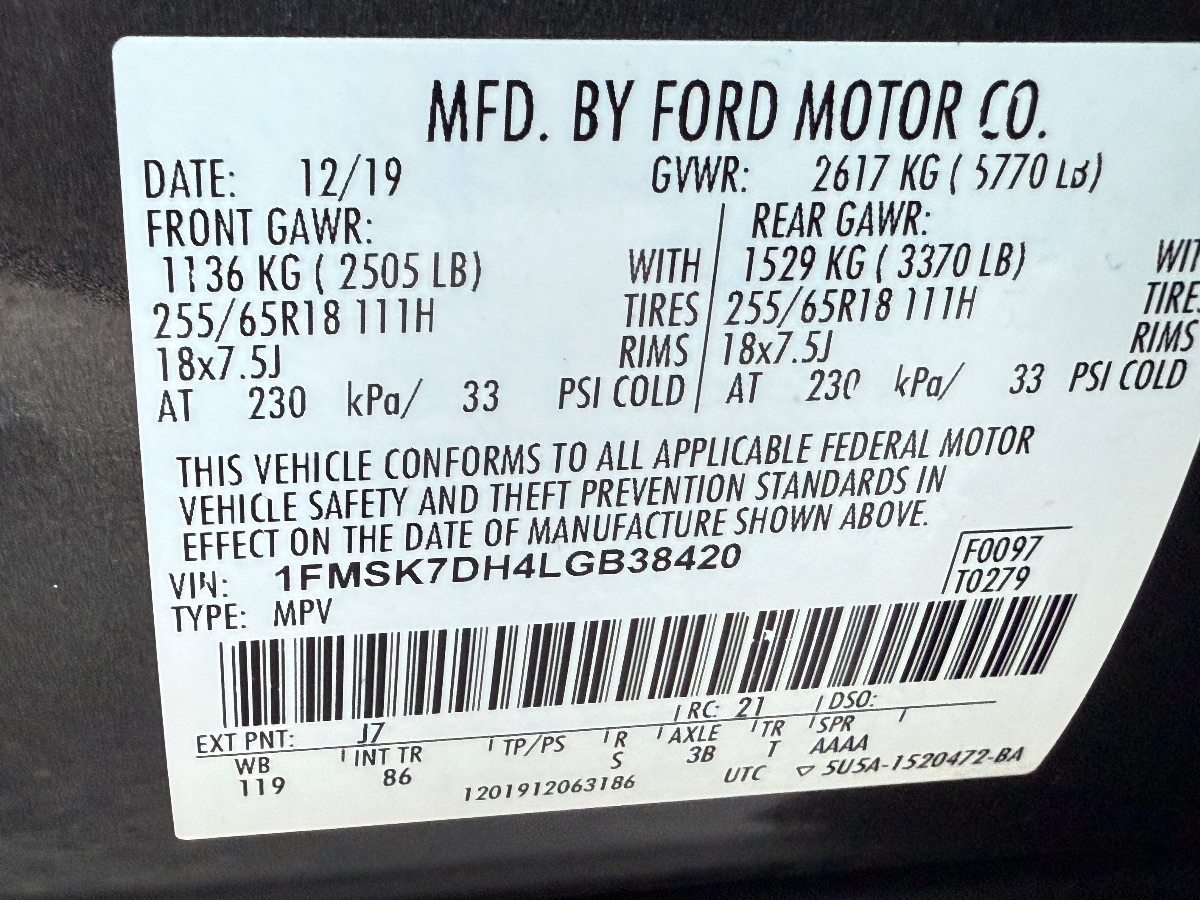 MFD. BY FORD MOTOR CO.
DATE: 12/19 GVWR: 2617 KG ( 5770 LB)
FRONT GAWR: REAR GAWR:
1136 KG ( 2505 LB) WITH 1529 KG ( 3370 LB) WIT
255/65R18 111H TIRES 255/65R18 111H TIRES
18x7.5J RIMS 18x7.5J RIMS
AT 230 kPa/ 33 PSI COLD AT 230 kPa/ 33 PSI COLD
THIS VEHICLE CONFORMS TO ALL APPLICABLE FEDERAL MOTOR
VEHICLE SAFETY AND THEFT PREVENTION STANDARDS IN
EFFECT ON THE DATE OF MANUFACTURE SHOWN ABOVE.
VIN: 1FMSK7DH4LGB38420 F0097
TYPE: MPV T0279
EXT PNT: J7 RC: 21 DSO:
WB INT TR TP/PS R AXLE TR SPR
119 86 S 3B T AAAA
1201912063186 UTC ▽ 5U5A-1520472-BA